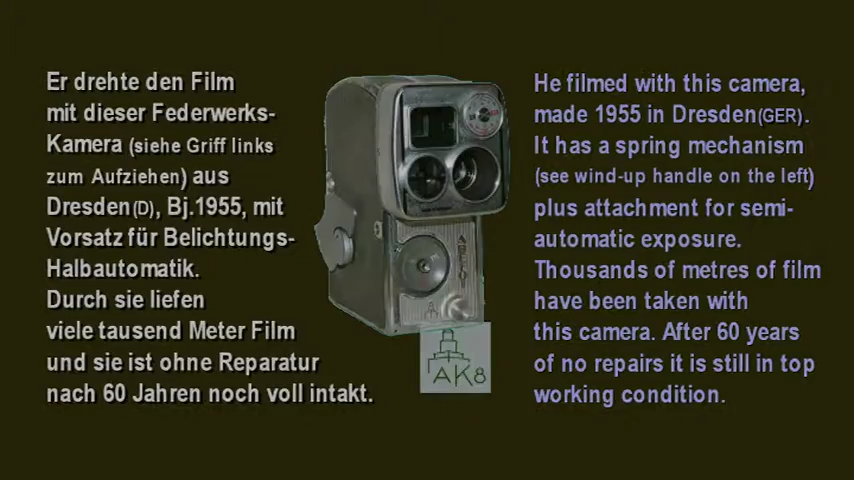 Er drehte den Film
mit dieser Federwerks-
Kamera (siehe Griff links
zum Aufziehen) aus
Dresden(D), Bj.1955, mit
Vorsatz für Belichtungs-
Halbautomatik.
Durch sie liefen
viele tausend Meter Film
und sie ist ohne Reparatur
nach 60 Jahren noch voll intakt.
AK8
He filmed with this camera,
made 1955 in Dresden(GER).
It has a spring mechanism
(see wind-up handle on the left)
plus attachment for semi-
automatic exposure.
Thousands of metres of film
have been taken with
this camera. After 60 years
of no repairs it is still in top
working condition.